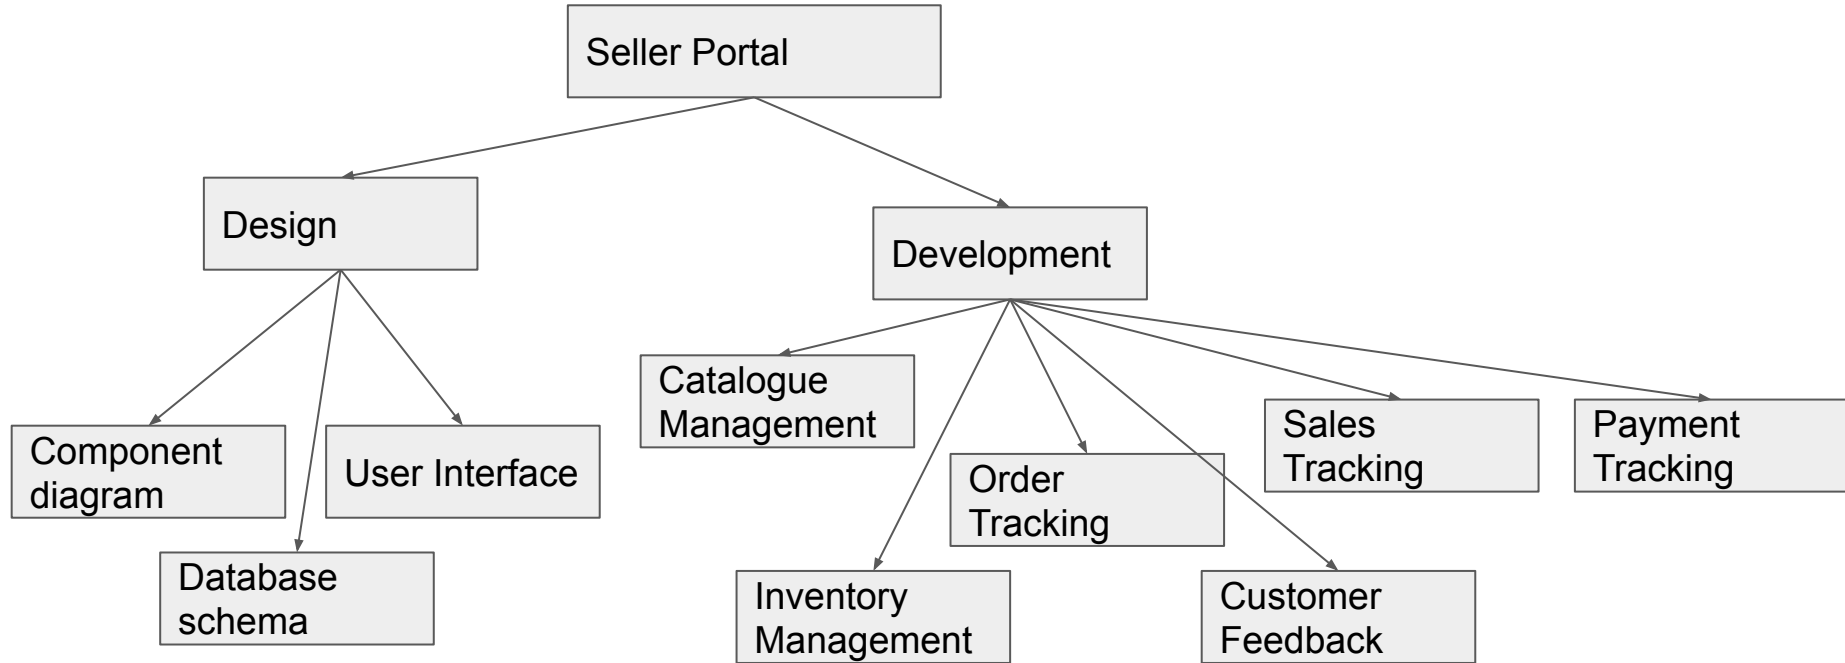 Seller Portal
Design
Development
Catalogue
Management
Component
diagram
User Interface
Sales
Tracking
Payment
Tracking
Order
Tracking
Database
schema
Inventory
Management
Customer
Feedback